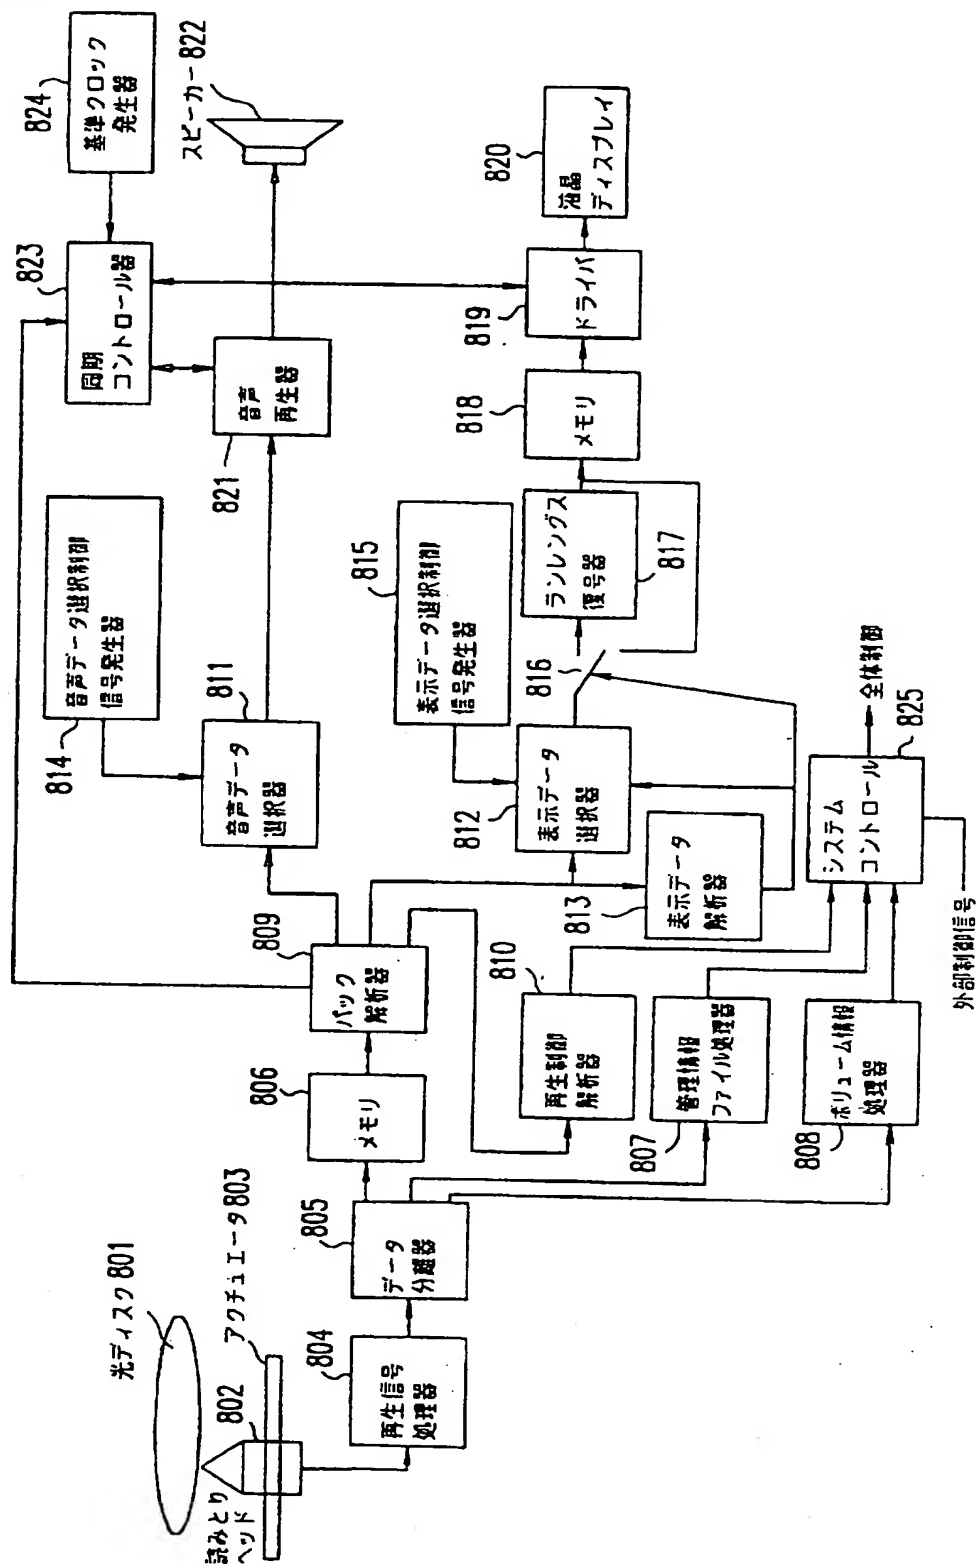 光ディスク 801
読みとり
ヘッド
802
アクチュエータ 803
804
再生信号
処理器
805
データ
分離器
806
メモリ
809
パック
解析器
814
音声データ選択制御
信号発生器
811
音声データ
選択器
821
音声
再生器
823
同期
コントロール器
824
基準クロック
発生器
スピーカー 822
810
再生制御
解析器
807
管理情報
ファイル処理器
808
ボリューム情報
処理器
812
表示データ
選択器
813
表示データ
解析器
815
表示データ選択制御
信号発生器
816
817
ランレングス
復号器
818
メモリ
819
ドライバ
820
液晶
ディスプレイ
システム
コントロール
825
全体制御
外部制御信号